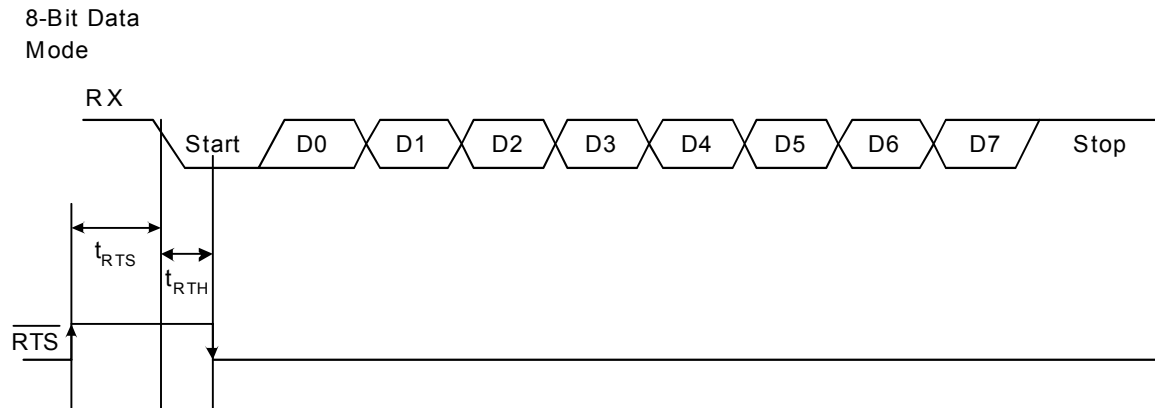 8-Bit Data
Mode
RX
Start D0 D1 D2 D3 D4 D5 D6 D7 Stop
tRTS
tRTH
RTS